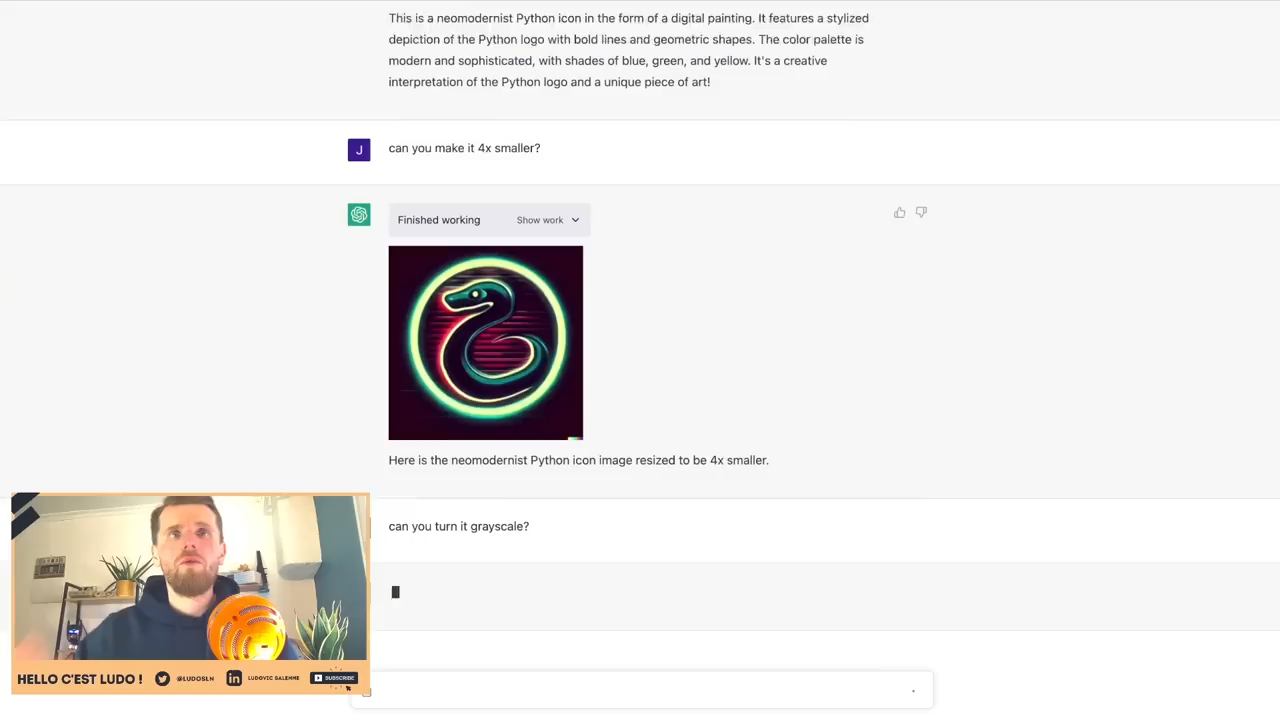 This is a neomodernist Python icon in the form of a digital painting. It features a stylized
depiction of the Python logo with bold lines and geometric shapes. The color palette is
modern and sophisticated, with shades of blue, green, and yellow. It's a creative
interpretation of the Python logo and a unique piece of art!
J
can you make it 4x smaller?
Finished working
Show work
Here is the neomodernist Python icon image resized to be 4x smaller.
can you turn it grayscale?
HELLO C'EST LUDO !
@LUDOSLN
LUDOVIC SALENNE
SUBSCRIBE